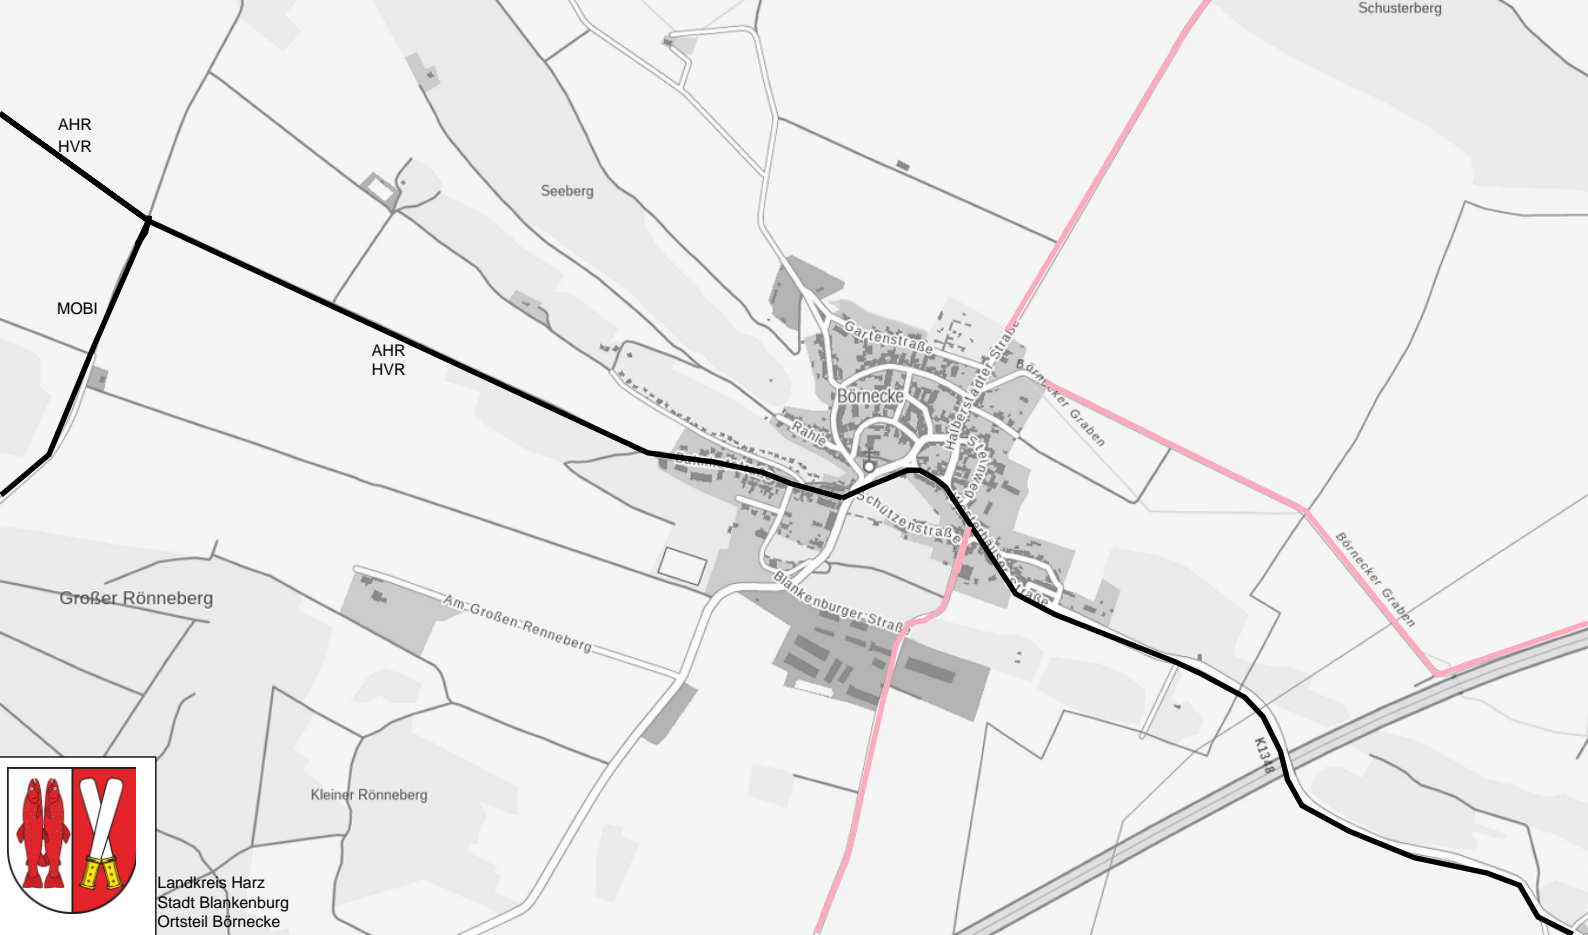 Schusterberg
AHR
HVR
Seeberg
MOBI
Gartenstraße
Halberstädter Straße
AHR
HVR
Börnecker Graben
Börnecke
Rahle
Steinweg
Schützenstraße
Börnecker Graben
Großer Rönneberg
Am Großen Renneberg
Blankenburger Straße
K1348
Kleiner Rönneberg
Landkreis Harz
Stadt Blankenburg
Ortsteil Börnecke